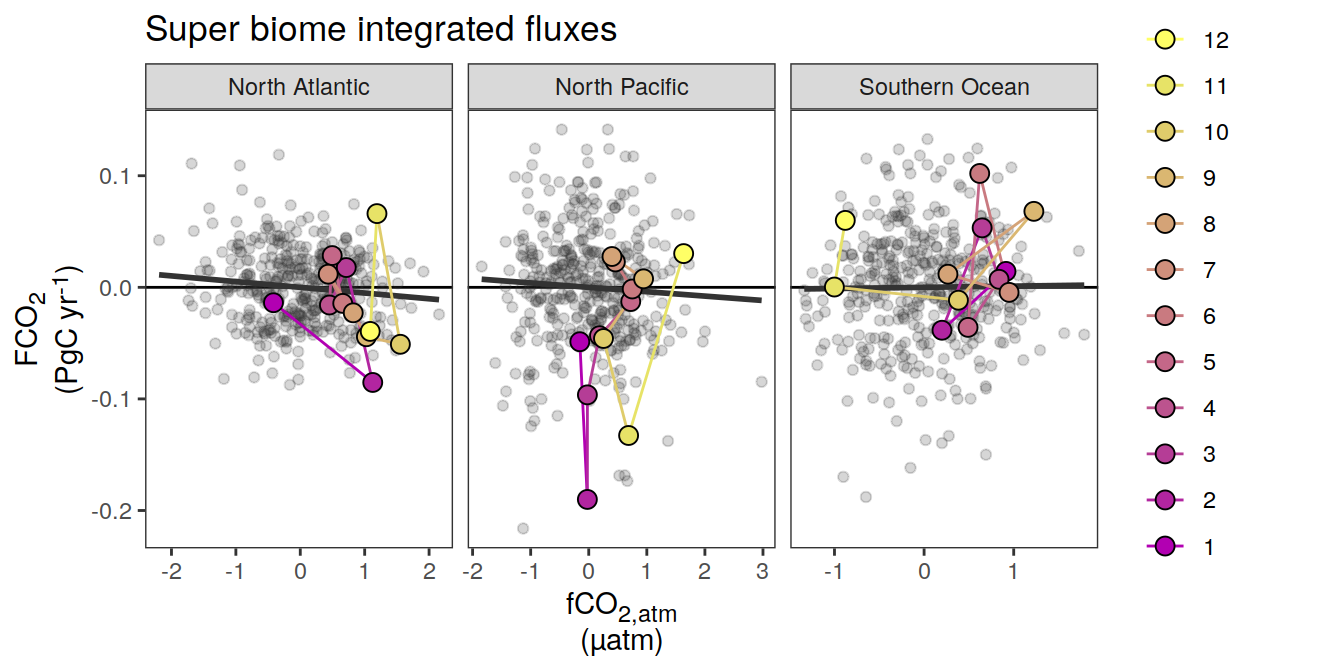 Super biome integrated fluxes
North Atlantic
North Pacific
Southern Ocean
FCO2
(PgC yr-1)
0.1
0.0
-0.1
-0.2
-2 -1 0 1 2
-2 -1 0 1 2 3
-1 0 1
fCO2,atm
(µatm)
12
11
10
9
8
7
6
5
4
3
2
1